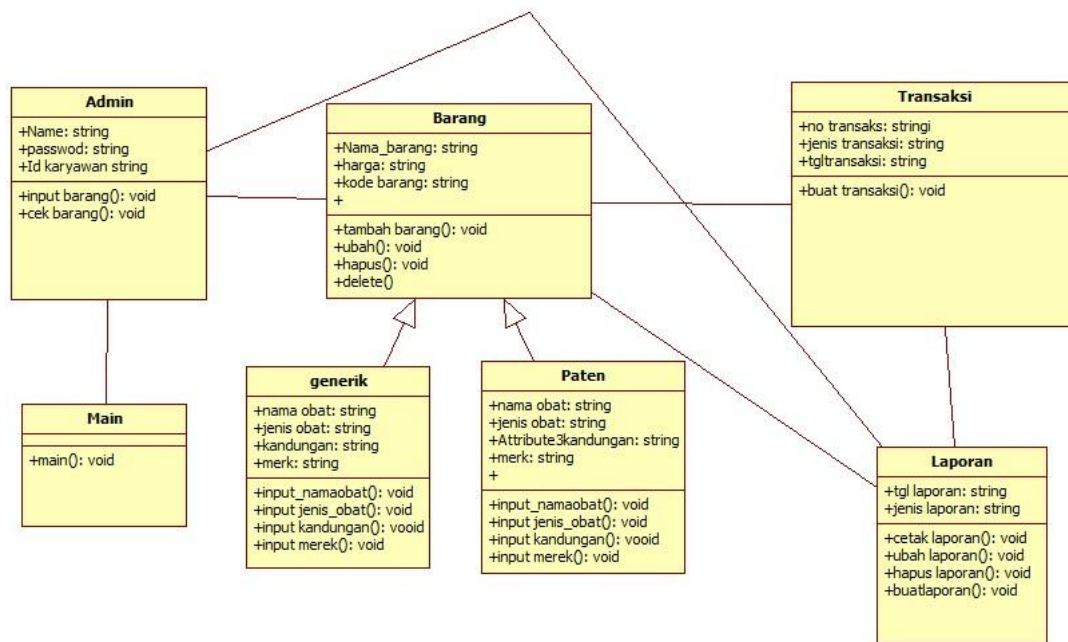 Admin
+Name: string
+passwod: string
+Id karyawan string
+input barang(): void
+cek barang(): void
Barang
+Nama_barang: string
+harga: string
+kode barang: string
+
+tambah barang(): void
+ubah(): void
+hapus(): void
+delete()
Transaksi
+no transaks: stringi
+jenis transaksi: string
+tgltransaksi: string
+buat transaksi(): void
Main
+main(): void
generik
+nama obat: string
+jenis obat: string
+kandungan: string
+merk: string
+input_namaobat(): void
+input jenis_obat(): void
+input kandungan(): vooid
+input merek(): void
Paten
+nama obat: string
+jenis obat: string
+Attribute3kandungan: string
+merk: string
+
+input_namaobat(): void
+input jenis_obat(): void
+input kandungan(): vooid
+input merek(): void
Laporan
+tgl laporan: string
+jenis laporan: string
+cetak laporan(): void
+ubah laporan(): void
+hapus laporan(): void
+buatlaporan(): void